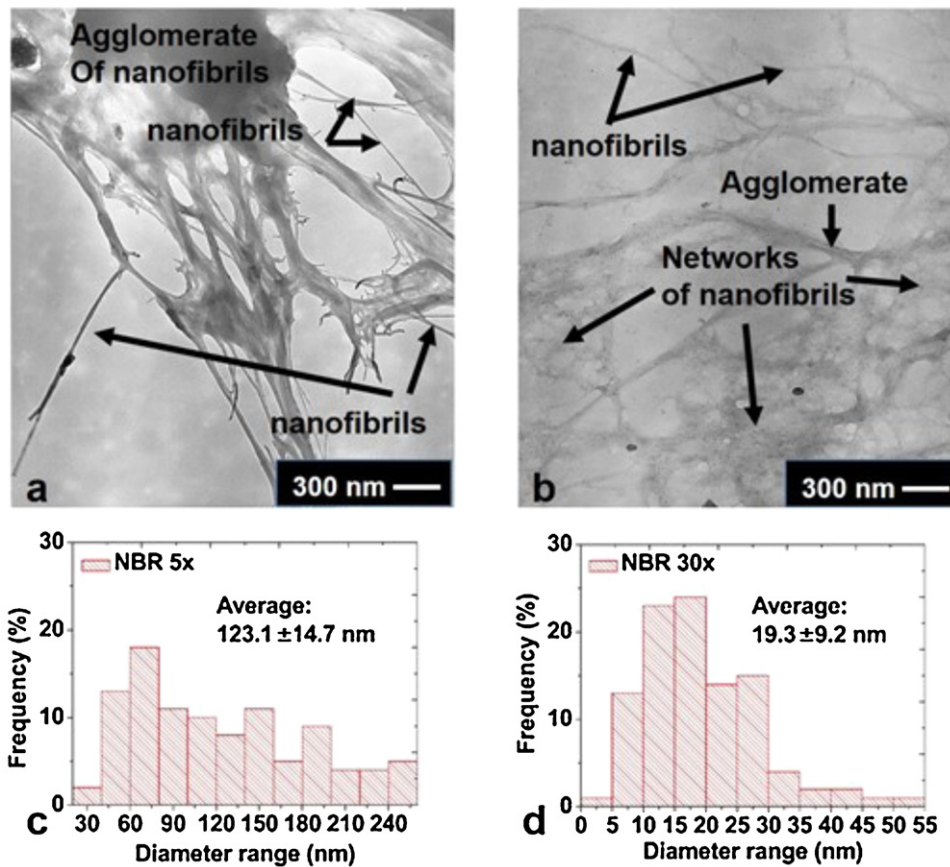 Agglomerate
Of nanofibrils
nanofibrils
nanofibrils
a
300 nm
nanofibrils
Agglomerate
Networks
of nanofibrils
b
300 nm
30
20
10
0
Frequency (%)
NBR 5x
Average:
123.1 ±14.7 nm
c
30 60 90 120 150 180 210 240
Diameter range (nm)
30
20
10
0
Frequency (%)
NBR 30x
Average:
19.3 ±9.2 nm
d
0 5 10 15 20 25 30 35 40 45 50 55
Diameter range (nm)